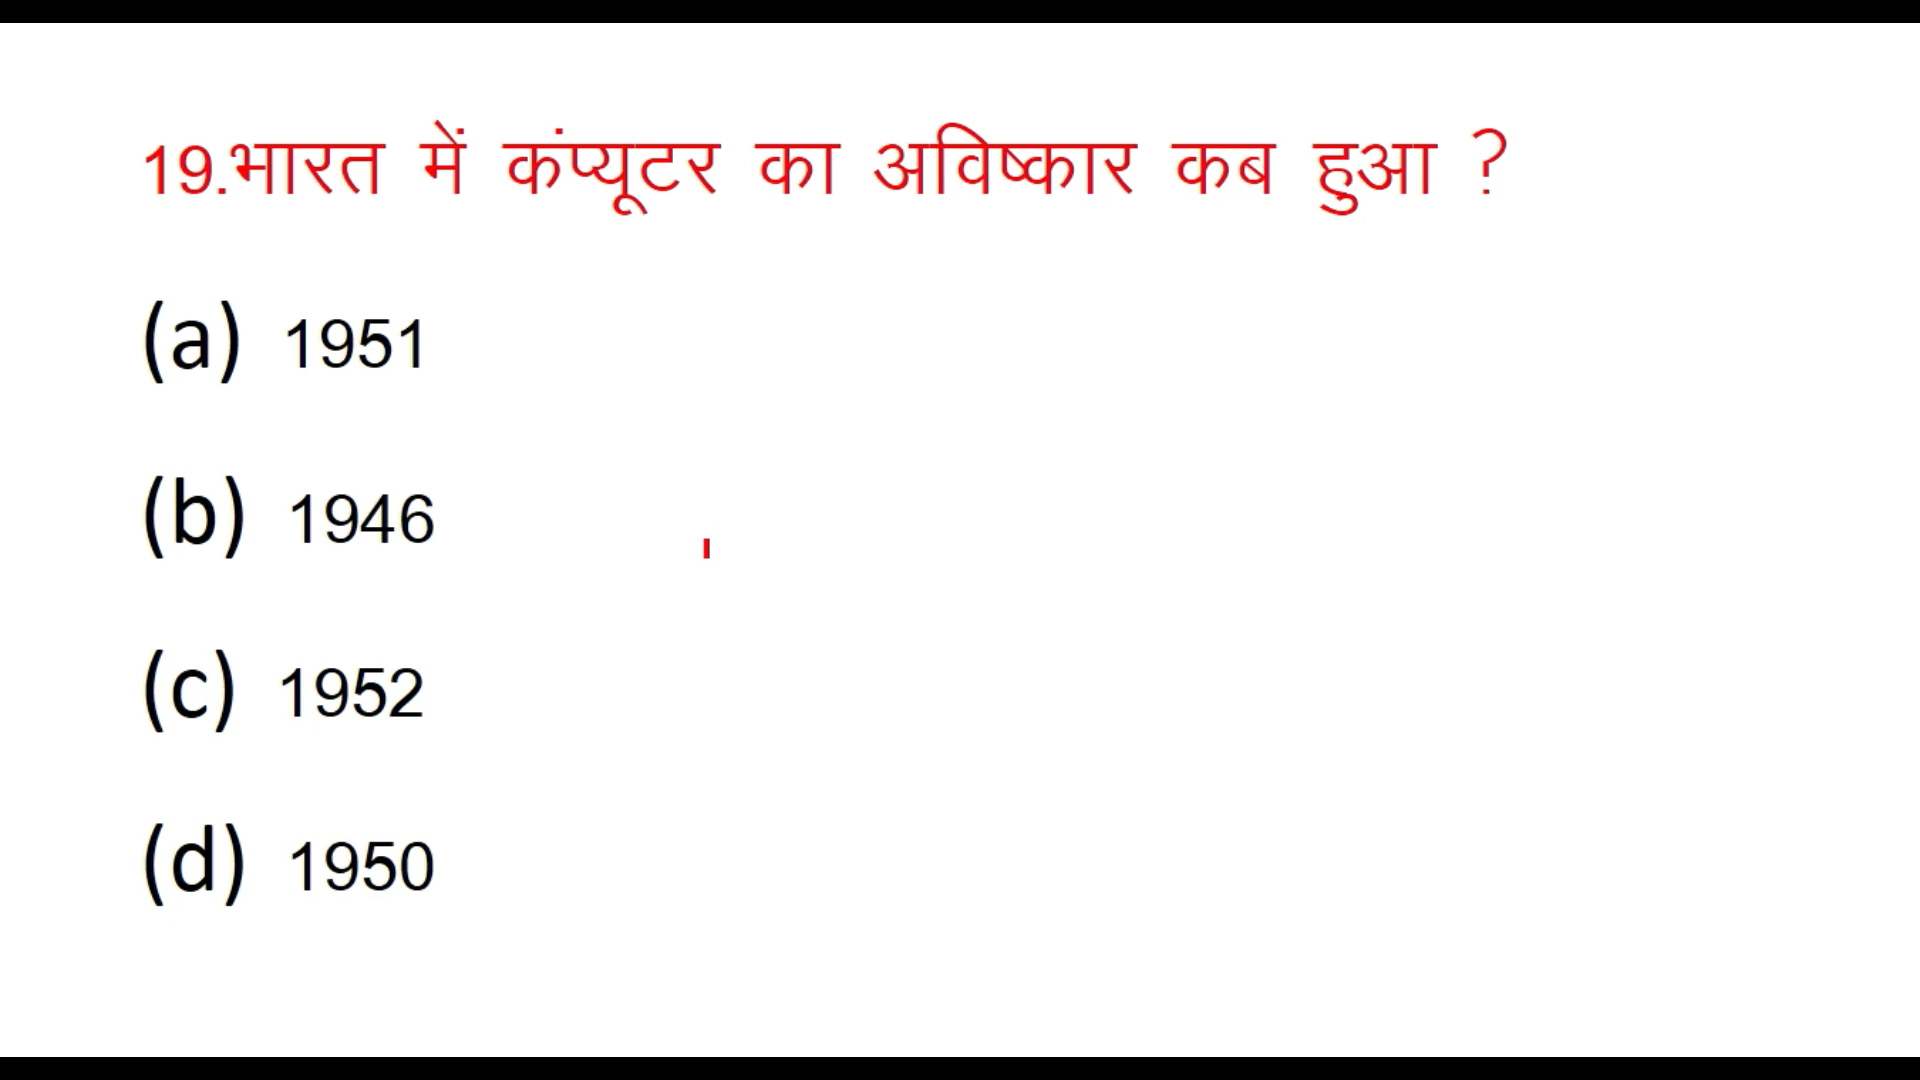 19.भारत में कंप्यूटर का अविष्कार कब हुआ ?
(a) 1951
(b) 1946
(c) 1952
(d) 1950